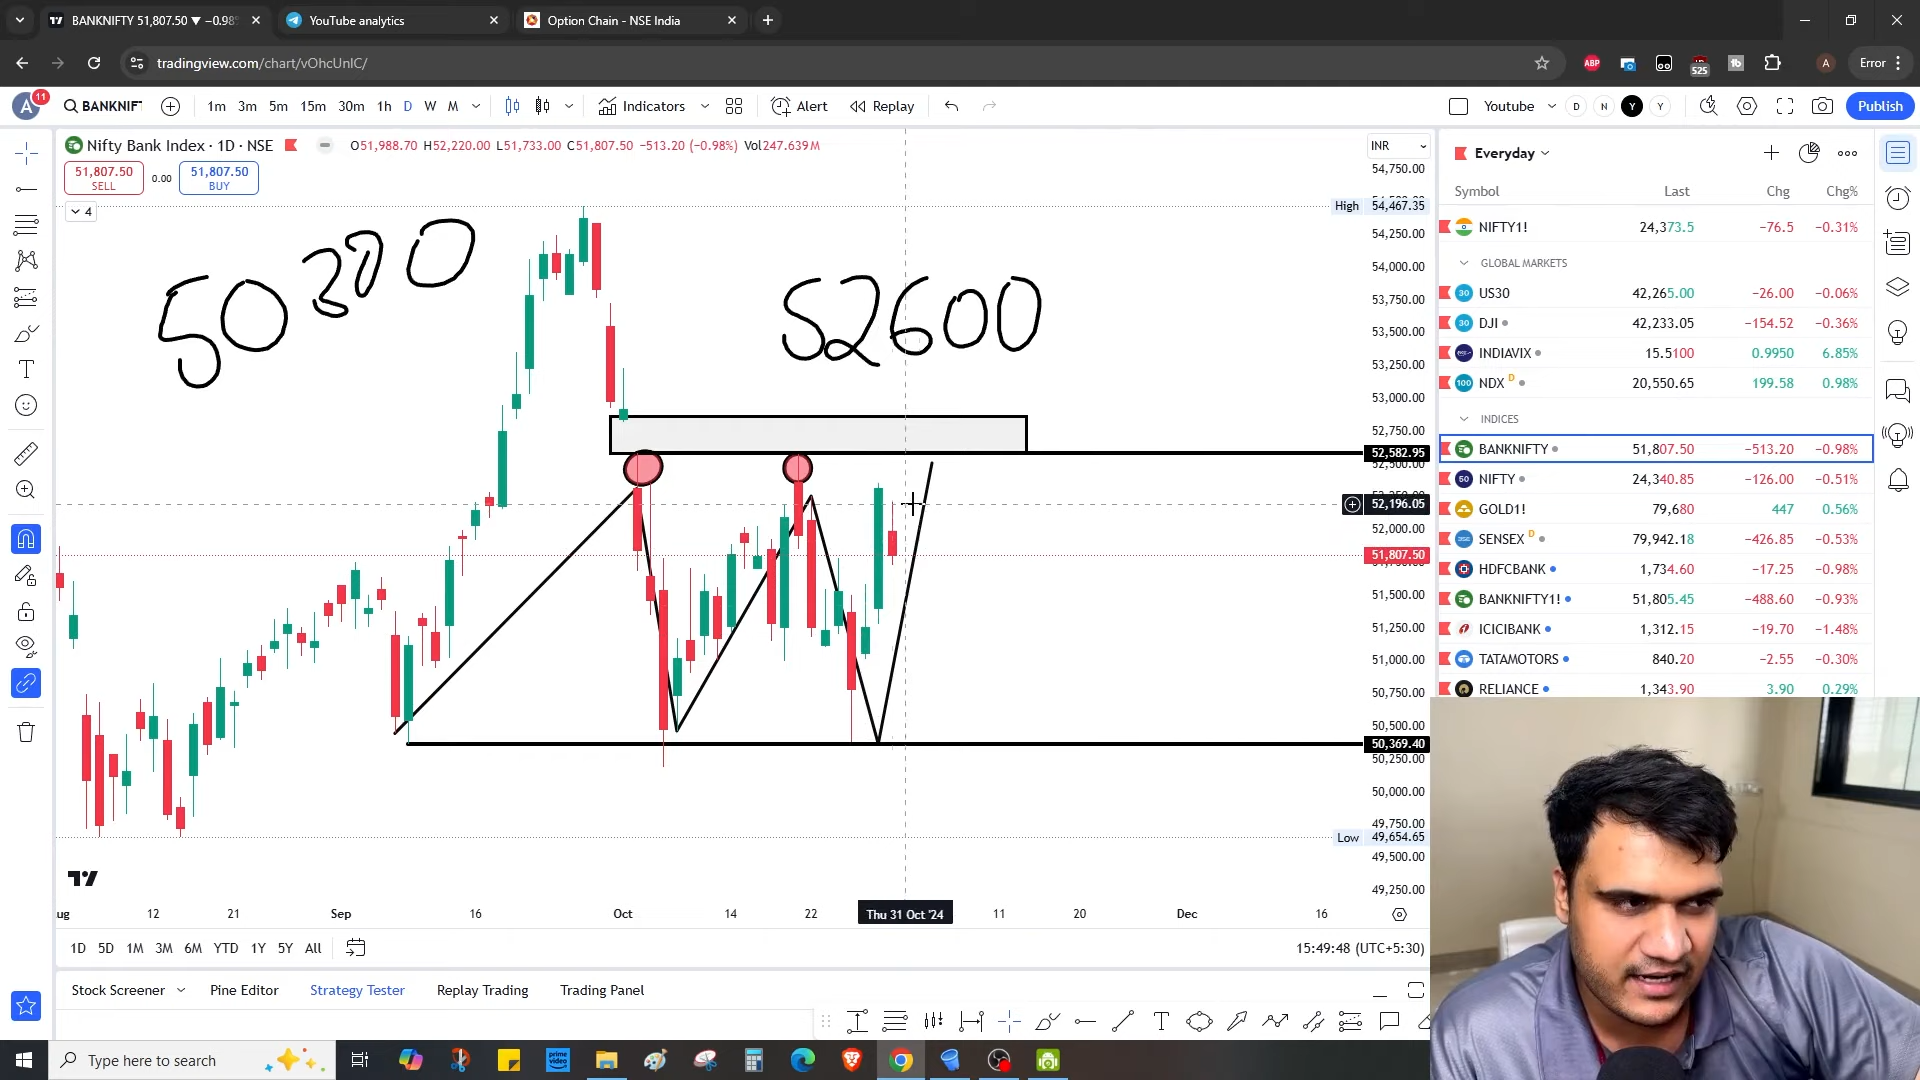 BANKNIFTY 51,807.50 ▼ −0.98%
YouTube analytics
Option Chain - NSE India
tradingview.com/chart/vOhcUnIC/
ABP
525
A
Error
A 11
BANKNIF
1m 3m 5m 15m 30m 1h D W M
Indicators
Alert
Replay
Youtube
D N Y Y
Publish
Nifty Bank Index · 1D · NSE
O51,988.70 H52,220.00 L51,733.00 C51,807.50 −513.20 (−0.98%) Vol247.639M
INR
51,807.50
SELL
0.00
51,807.50
BUY
4
50300
52600
54,750.00
High 54,467.35
54,250.00
54,000.00
53,750.00
53,500.00
53,250.00
53,000.00
52,750.00
52,582.95
52,500.00
52,196.05
52,000.00
51,807.50
51,500.00
51,250.00
51,000.00
50,750.00
50,500.00
50,369.40
50,250.00
50,000.00
49,750.00
Low 49,654.65
49,500.00
49,250.00
ug 12 21 Sep 16 Oct 14 22 Thu 31 Oct '24 11 20 Dec 16
1D 5D 1M 3M 6M YTD 1Y 5Y All
15:49:48 (UTC+5:30)
Stock Screener
Pine Editor
Strategy Tester
Replay Trading
Trading Panel
Everyday
Symbol Last Chg Chg%
NIFTY1! 24,373.5 −76.5 −0.31%
GLOBAL MARKETS
US30 42,265.00 −26.00 −0.06%
DJI 42,233.05 −154.52 −0.36%
INDIAVIX 15.5100 0.9950 6.85%
NDX D 20,550.65 199.58 0.98%
INDICES
BANKNIFTY 51,807.50 −513.20 −0.98%
NIFTY 24,340.85 −126.00 −0.51%
GOLD1! 79,680 447 0.56%
SENSEX D 79,942.18 −426.85 −0.53%
HDFCBANK 1,734.60 −17.25 −0.98%
BANKNIFTY1! 51,805.45 −488.60 −0.93%
ICICIBANK 1,312.15 −19.70 −1.48%
TATAMOTORS 840.20 −2.55 −0.30%
RELIANCE 1,343.90 3.90 0.29%
Type here to search
prime video